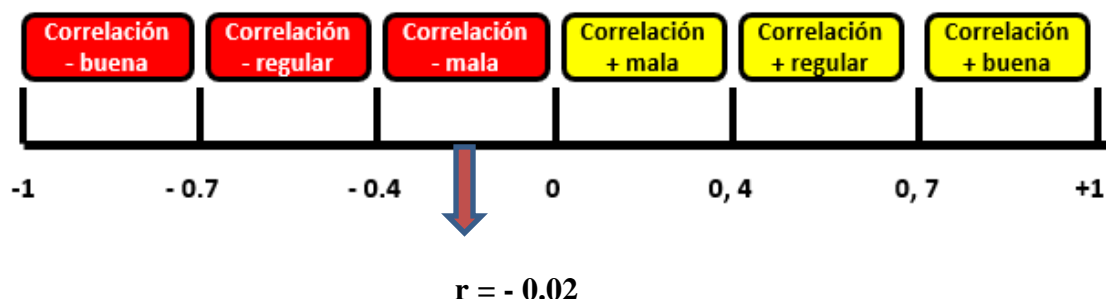 Correlación
- buena
Correlación
- regular
Correlación
- mala
Correlación
+ mala
Correlación
+ regular
Correlación
+ buena
-1 - 0.7 - 0.4 0 0, 4 0, 7 +1
r = - 0.02